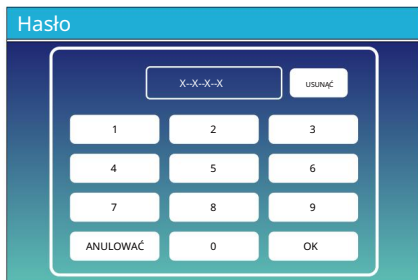 Hasło
X--X--X--X
USUNĄĆ
1 2 3
4 5 6
7 8 9
ANULOWAĆ 0 OK